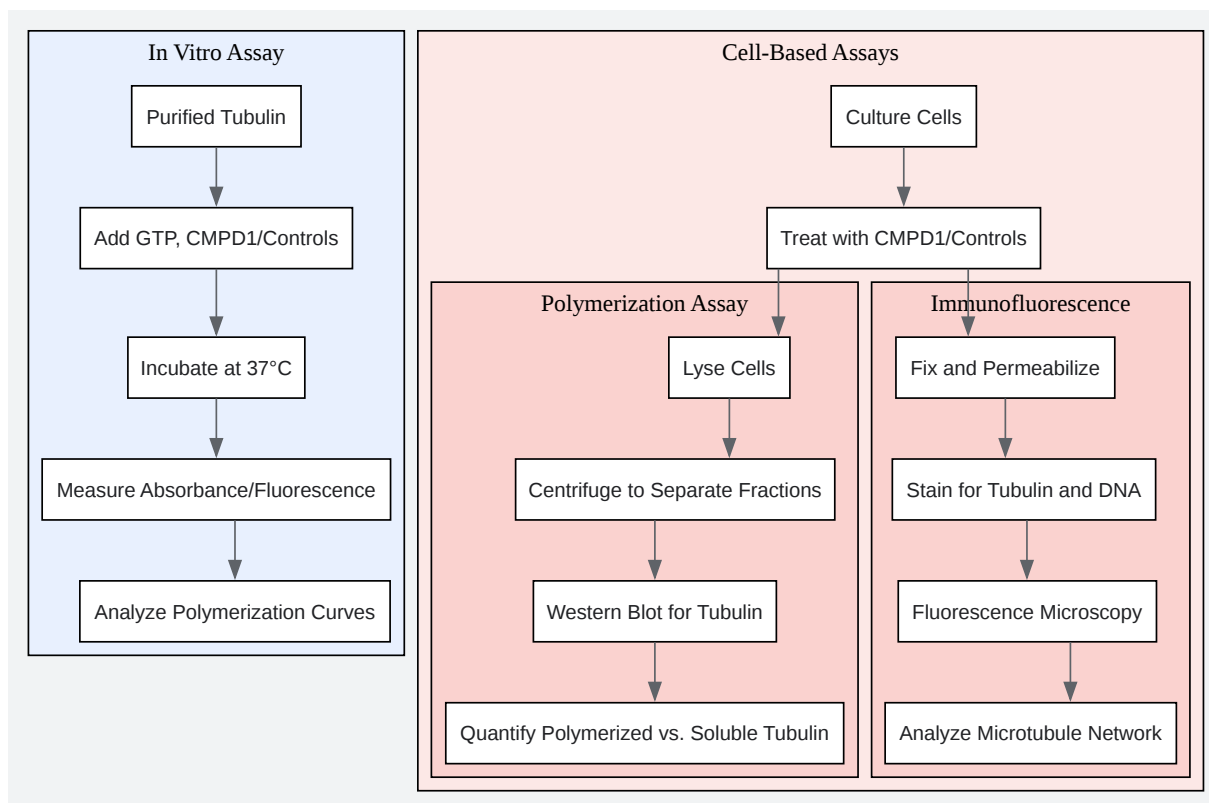 In Vitro Assay
Purified Tubulin
Add GTP, CMPD1/Controls
Incubate at 37°C
Measure Absorbance/Fluorescence
Analyze Polymerization Curves
Cell-Based Assays
Culture Cells
Treat with CMPD1/Controls
Polymerization Assay
Lyse Cells
Centrifuge to Separate Fractions
Western Blot for Tubulin
Quantify Polymerized vs. Soluble Tubulin
Immunofluorescence
Fix and Permeabilize
Stain for Tubulin and DNA
Fluorescence Microscopy
Analyze Microtubule Network